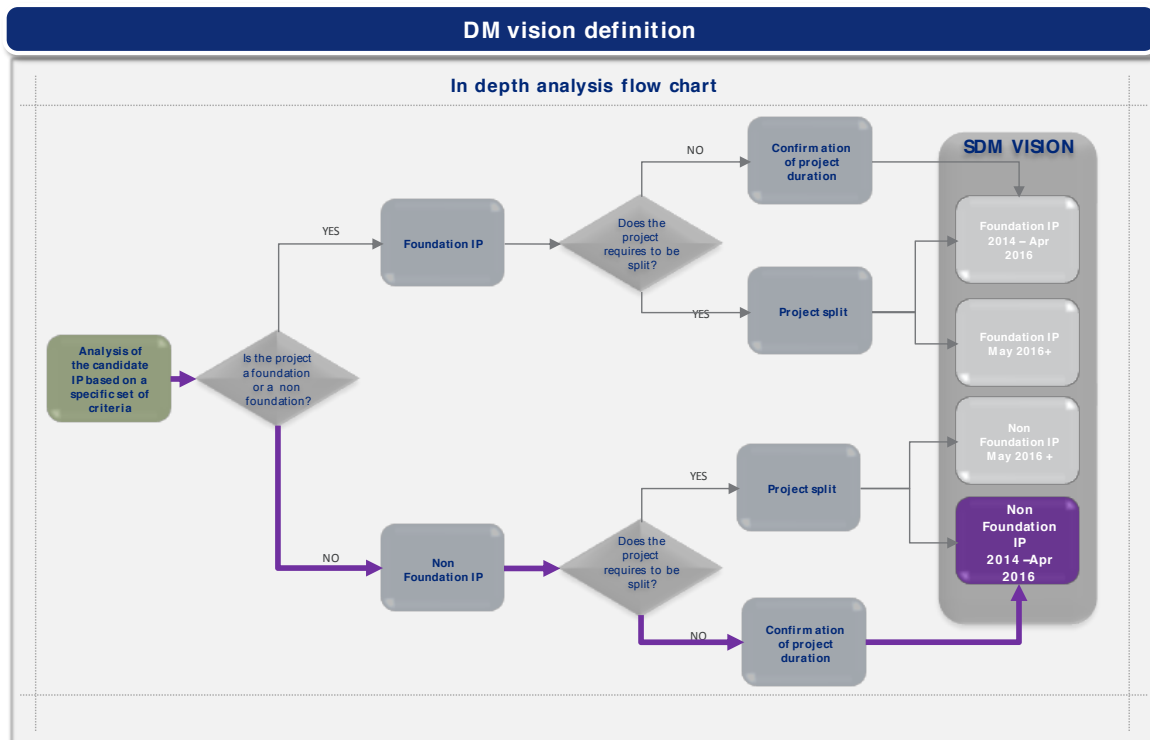 DM vision definition
In depth analysis flow chart
NO
Confirmation
of project
duration
SDM VISION
YES
Foundation IP
Does the
project
requires to be
split?
Foundation IP
2014 – Apr
2016
YES
Project split
Analysis of
the candidate
IP based on a
specific set of
criteria
Is the project
a foundation
or a non
foundation?
Foundation IP
May 2016+
Non
Foundation IP
May 2016 +
YES
Project split
NO
Non
Foundation IP
Does the
project
requires to be
split?
Non
Foundation
IP
2014 –Apr
2016
NO
Confirmation
of project
duration